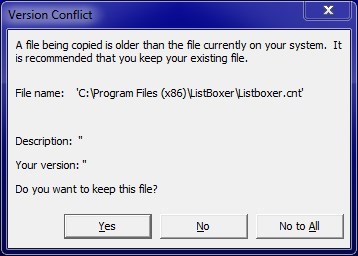 Version Conflict
A file being copied is older than the file currently on your system.  It
is recommended that you keep your existing file.
File name:   'C:\Program Files (x86)\ListBoxer\Listboxer.cnt'
Description:  ''
Your version: ''
Do you want to keep this file?
Yes No No to All